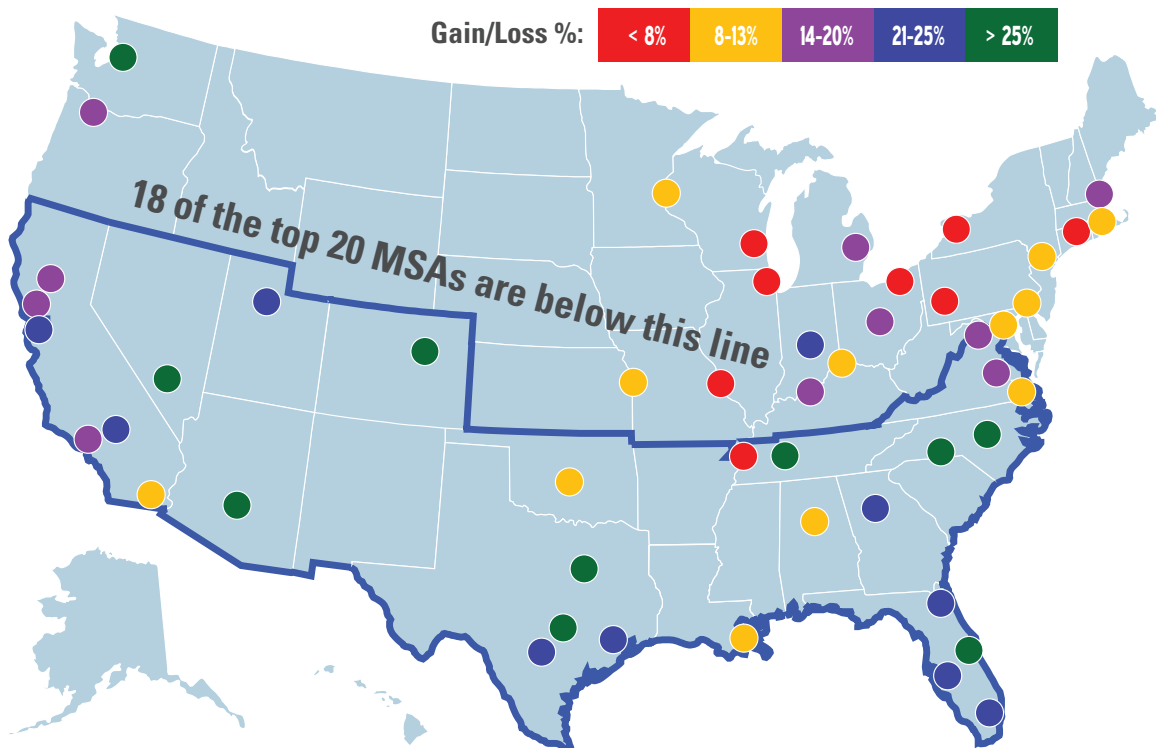 Gain/Loss %: < 8% 8-13% 14-20% 21-25% > 25%
18 of the top 20 MSAs are below this line